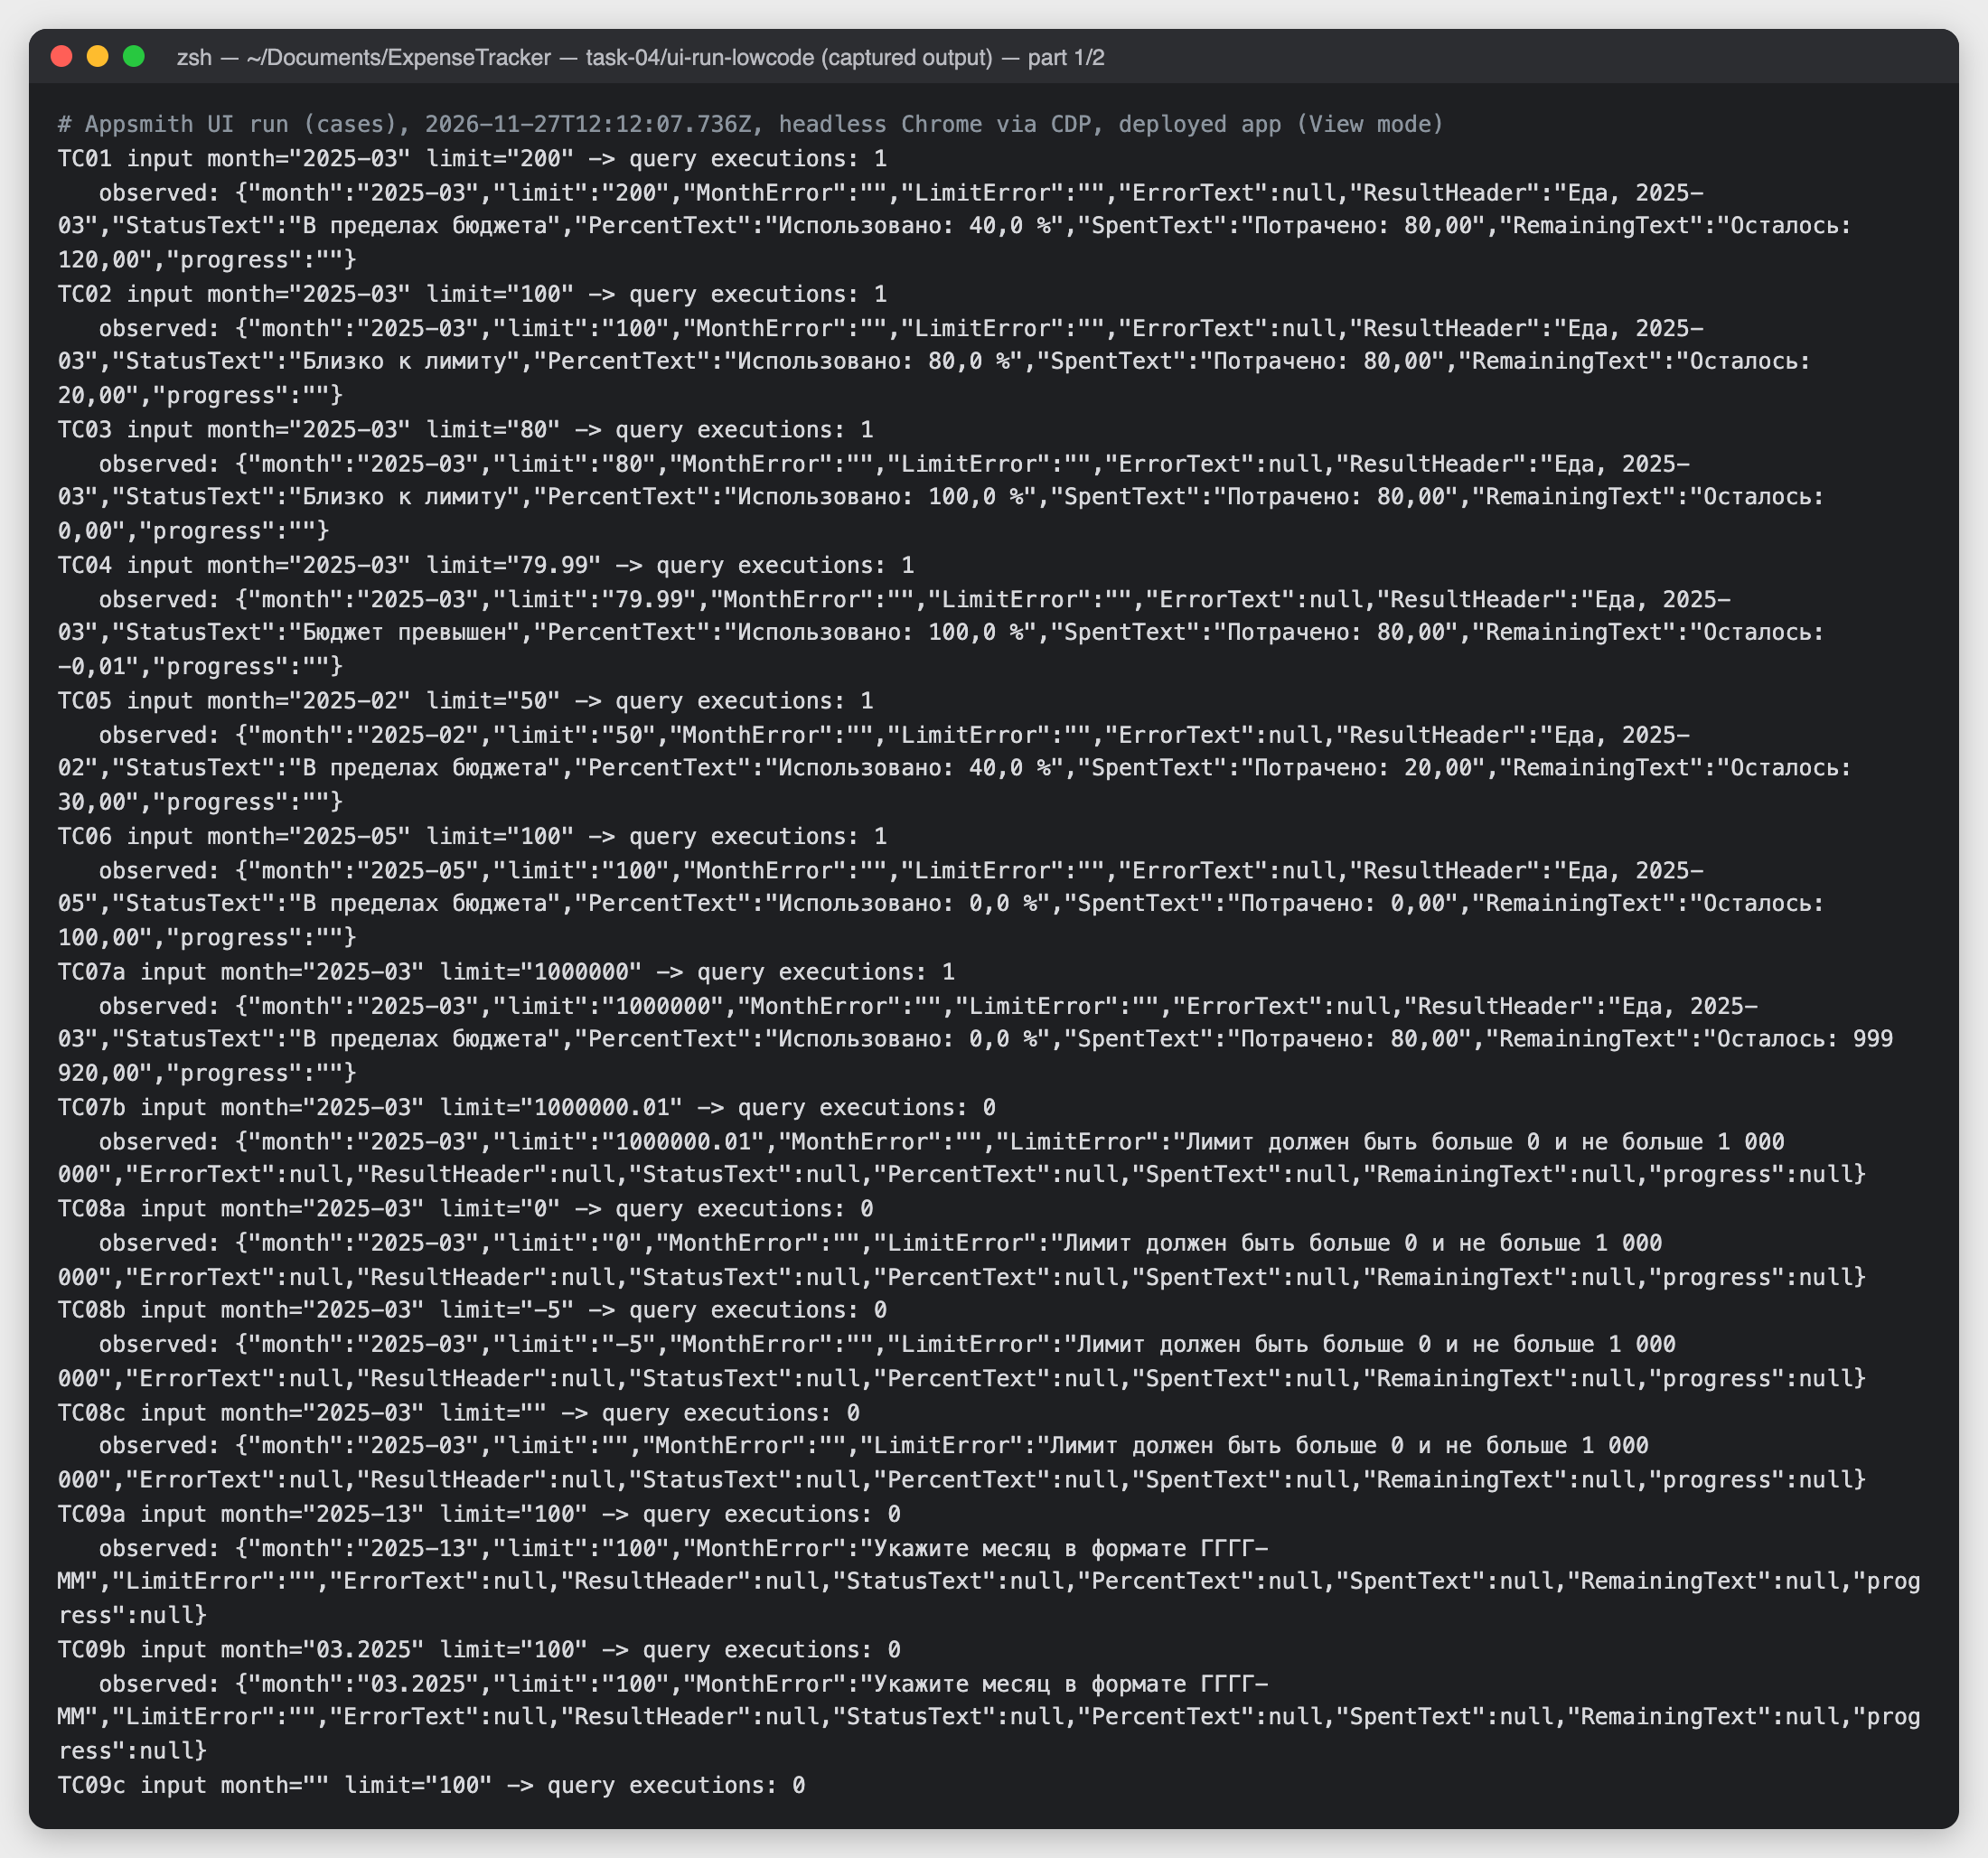 zsh — ~/Documents/ExpenseTracker — task-04/ui-run-lowcode (captured output) — part 1/2
# Appsmith UI run (cases), 2026-11-27T12:12:07.736Z, headless Chrome via CDP, deployed app (View mode)
TC01 input month="2025-03" limit="200" -> query executions: 1
   observed: {"month":"2025-03","limit":"200","MonthError":"","LimitError":"","ErrorText":null,"ResultHeader":"Еда, 2025-
03","StatusText":"В пределах бюджета","PercentText":"Использовано: 40,0 %","SpentText":"Потрачено: 80,00","RemainingText":"Осталось:
120,00","progress":""}
TC02 input month="2025-03" limit="100" -> query executions: 1
   observed: {"month":"2025-03","limit":"100","MonthError":"","LimitError":"","ErrorText":null,"ResultHeader":"Еда, 2025-
03","StatusText":"Близко к лимиту","PercentText":"Использовано: 80,0 %","SpentText":"Потрачено: 80,00","RemainingText":"Осталось:
20,00","progress":""}
TC03 input month="2025-03" limit="80" -> query executions: 1
   observed: {"month":"2025-03","limit":"80","MonthError":"","LimitError":"","ErrorText":null,"ResultHeader":"Еда, 2025-
03","StatusText":"Близко к лимиту","PercentText":"Использовано: 100,0 %","SpentText":"Потрачено: 80,00","RemainingText":"Осталось:
0,00","progress":""}
TC04 input month="2025-03" limit="79.99" -> query executions: 1
   observed: {"month":"2025-03","limit":"79.99","MonthError":"","LimitError":"","ErrorText":null,"ResultHeader":"Еда, 2025-
03","StatusText":"Бюджет превышен","PercentText":"Использовано: 100,0 %","SpentText":"Потрачено: 80,00","RemainingText":"Осталось:
-0,01","progress":""}
TC05 input month="2025-02" limit="50" -> query executions: 1
   observed: {"month":"2025-02","limit":"50","MonthError":"","LimitError":"","ErrorText":null,"ResultHeader":"Еда, 2025-
02","StatusText":"В пределах бюджета","PercentText":"Использовано: 40,0 %","SpentText":"Потрачено: 20,00","RemainingText":"Осталось:
30,00","progress":""}
TC06 input month="2025-05" limit="100" -> query executions: 1
   observed: {"month":"2025-05","limit":"100","MonthError":"","LimitError":"","ErrorText":null,"ResultHeader":"Еда, 2025-
05","StatusText":"В пределах бюджета","PercentText":"Использовано: 0,0 %","SpentText":"Потрачено: 0,00","RemainingText":"Осталось:
100,00","progress":""}
TC07a input month="2025-03" limit="1000000" -> query executions: 1
   observed: {"month":"2025-03","limit":"1000000","MonthError":"","LimitError":"","ErrorText":null,"ResultHeader":"Еда, 2025-
03","StatusText":"В пределах бюджета","PercentText":"Использовано: 0,0 %","SpentText":"Потрачено: 80,00","RemainingText":"Осталось: 999
920,00","progress":""}
TC07b input month="2025-03" limit="1000000.01" -> query executions: 0
   observed: {"month":"2025-03","limit":"1000000.01","MonthError":"","LimitError":"Лимит должен быть больше 0 и не больше 1 000
000","ErrorText":null,"ResultHeader":null,"StatusText":null,"PercentText":null,"SpentText":null,"RemainingText":null,"progress":null}
TC08a input month="2025-03" limit="0" -> query executions: 0
   observed: {"month":"2025-03","limit":"0","MonthError":"","LimitError":"Лимит должен быть больше 0 и не больше 1 000
000","ErrorText":null,"ResultHeader":null,"StatusText":null,"PercentText":null,"SpentText":null,"RemainingText":null,"progress":null}
TC08b input month="2025-03" limit="-5" -> query executions: 0
   observed: {"month":"2025-03","limit":"-5","MonthError":"","LimitError":"Лимит должен быть больше 0 и не больше 1 000
000","ErrorText":null,"ResultHeader":null,"StatusText":null,"PercentText":null,"SpentText":null,"RemainingText":null,"progress":null}
TC08c input month="2025-03" limit="" -> query executions: 0
   observed: {"month":"2025-03","limit":"","MonthError":"","LimitError":"Лимит должен быть больше 0 и не больше 1 000
000","ErrorText":null,"ResultHeader":null,"StatusText":null,"PercentText":null,"SpentText":null,"RemainingText":null,"progress":null}
TC09a input month="2025-13" limit="100" -> query executions: 0
   observed: {"month":"2025-13","limit":"100","MonthError":"Укажите месяц в формате ГГГГ-
ММ","LimitError":"","ErrorText":null,"ResultHeader":null,"StatusText":null,"PercentText":null,"SpentText":null,"RemainingText":null,"prog
ress":null}
TC09b input month="03.2025" limit="100" -> query executions: 0
   observed: {"month":"03.2025","limit":"100","MonthError":"Укажите месяц в формате ГГГГ-
ММ","LimitError":"","ErrorText":null,"ResultHeader":null,"StatusText":null,"PercentText":null,"SpentText":null,"RemainingText":null,"prog
ress":null}
TC09c input month="" limit="100" -> query executions: 0